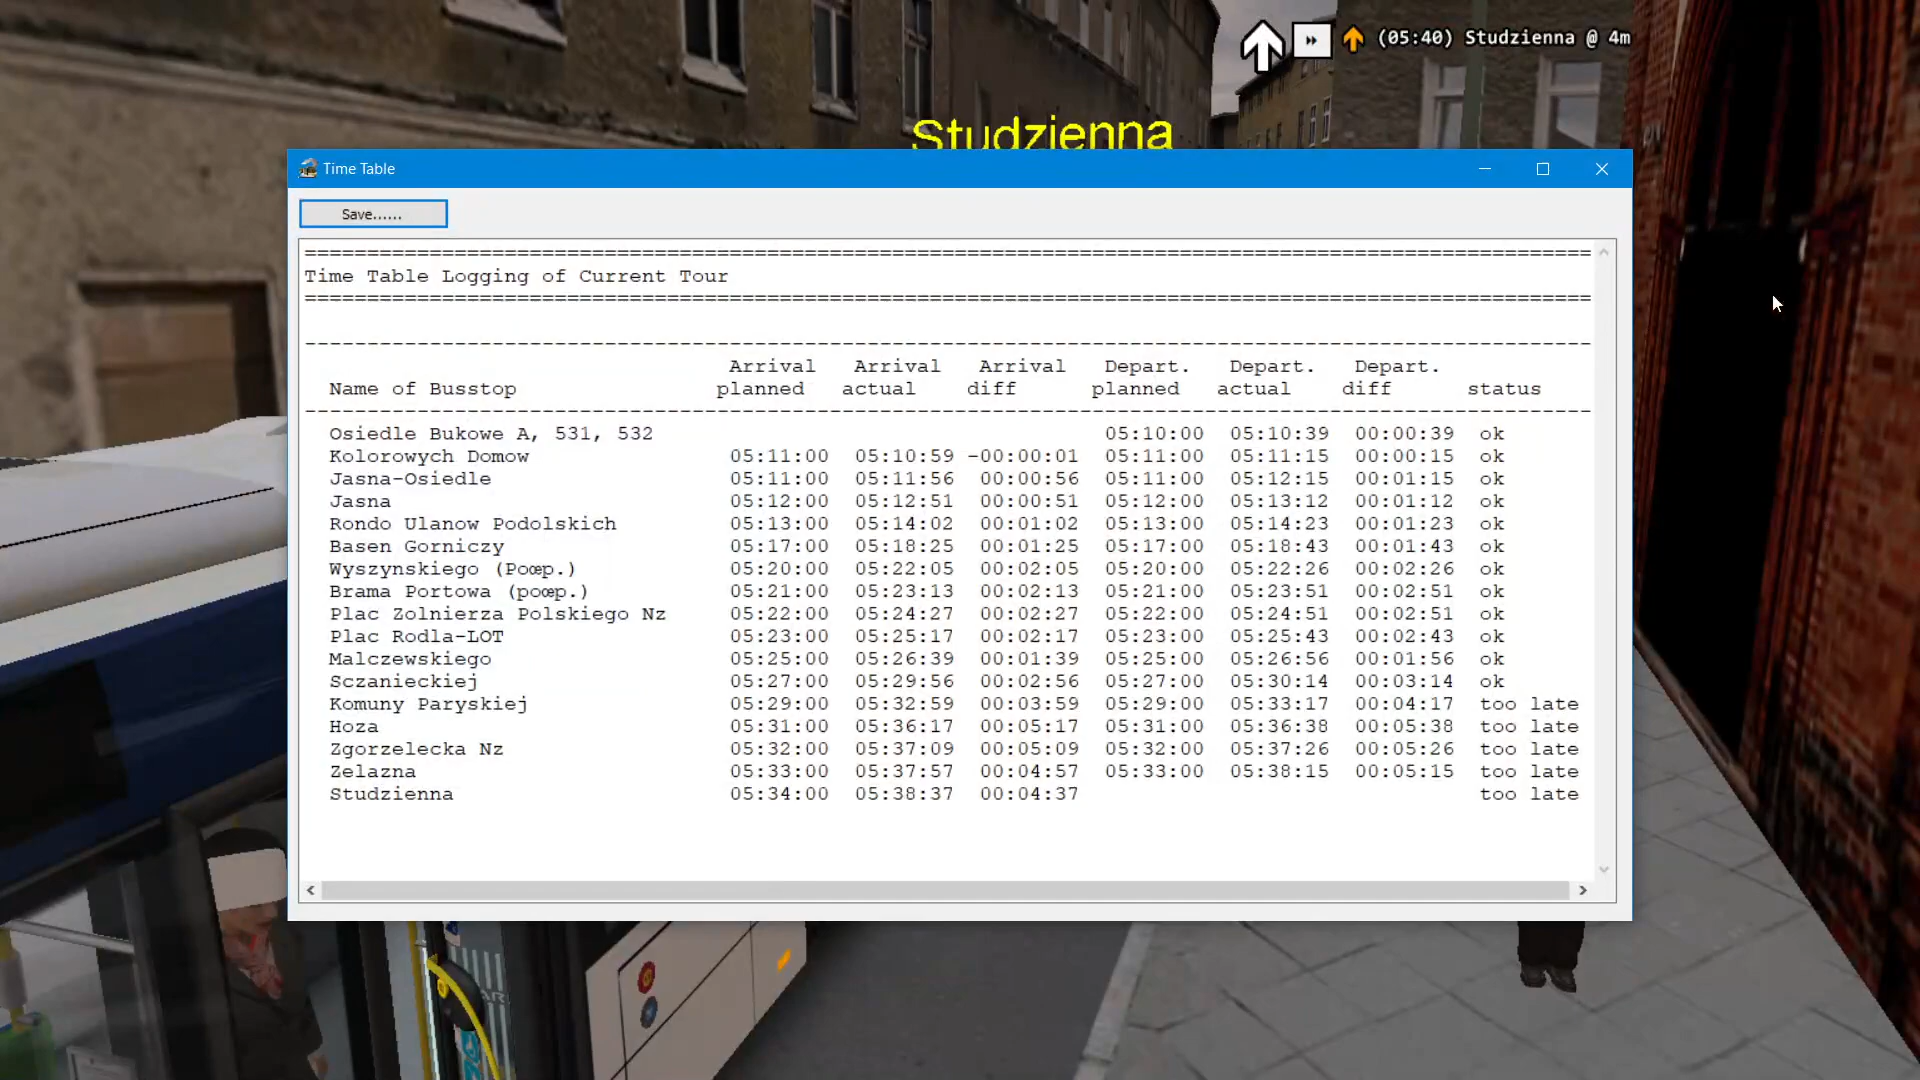 (05:40) Studzienna @ 4m
Studzienna
Time Table
Save......
================================================================================
Time Table Logging of Current Tour
================================================================================
--------------------------------------------------------------------------------
Arrival Arrival Arrival Depart. Depart. Depart.
Name of Busstop planned actual diff planned actual diff status
--------------------------------------------------------------------------------
Osiedle Bukowe A, 531, 532 05:10:00 05:10:39 00:00:39 ok
Kolorowych Domow 05:11:00 05:10:59 -00:00:01 05:11:00 05:11:15 00:00:15 ok
Jasna-Osiedle 05:11:00 05:11:56 00:00:56 05:11:00 05:12:15 00:01:15 ok
Jasna 05:12:00 05:12:51 00:00:51 05:12:00 05:13:12 00:01:12 ok
Rondo Ulanow Podolskich 05:13:00 05:14:02 00:01:02 05:13:00 05:14:23 00:01:23 ok
Basen Gorniczy 05:17:00 05:18:25 00:01:25 05:17:00 05:18:43 00:01:43 ok
Wyszynskiego (Poœp.) 05:20:00 05:22:05 00:02:05 05:20:00 05:22:26 00:02:26 ok
Brama Portowa (poœp.) 05:21:00 05:23:13 00:02:13 05:21:00 05:23:51 00:02:51 ok
Plac Zolnierza Polskiego Nz 05:22:00 05:24:27 00:02:27 05:22:00 05:24:51 00:02:51 ok
Plac Rodla-LOT 05:23:00 05:25:17 00:02:17 05:23:00 05:25:43 00:02:43 ok
Malczewskiego 05:25:00 05:26:39 00:01:39 05:25:00 05:26:56 00:01:56 ok
Sczanieckiej 05:27:00 05:29:56 00:02:56 05:27:00 05:30:14 00:03:14 ok
Komuny Paryskiej 05:29:00 05:32:59 00:03:59 05:29:00 05:33:17 00:04:17 too late
Hoza 05:31:00 05:36:17 00:05:17 05:31:00 05:36:38 00:05:38 too late
Zgorzelecka Nz 05:32:00 05:37:09 00:05:09 05:32:00 05:37:26 00:05:26 too late
Zelazna 05:33:00 05:37:57 00:04:57 05:33:00 05:38:15 00:05:15 too late
Studzienna 05:34:00 05:38:37 00:04:37 too late